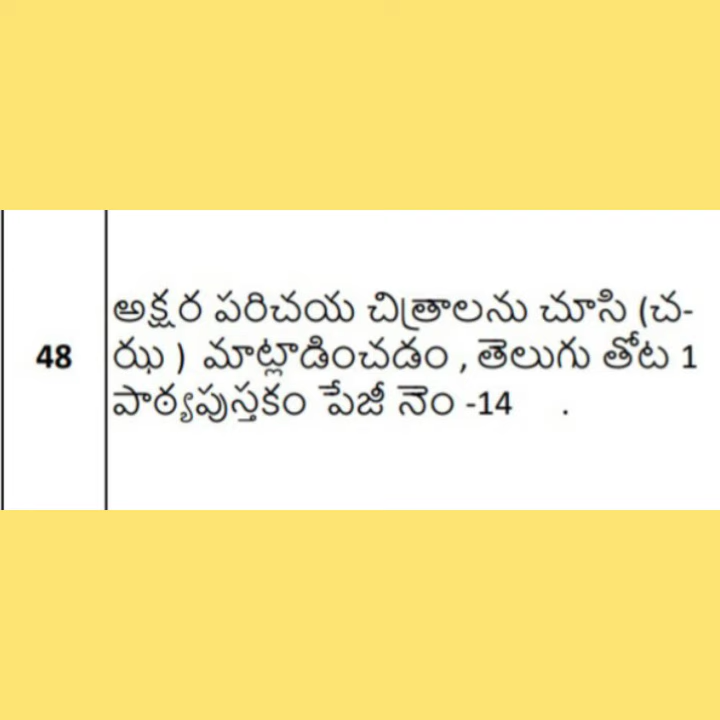 48
అక్షర పరిచయ చిత్రాలను చూసి (చ-
ఝ ) మాట్లాడించడం , తెలుగు తోట 1
పాఠ్యపుస్తకం పేజీ నెం -14 .